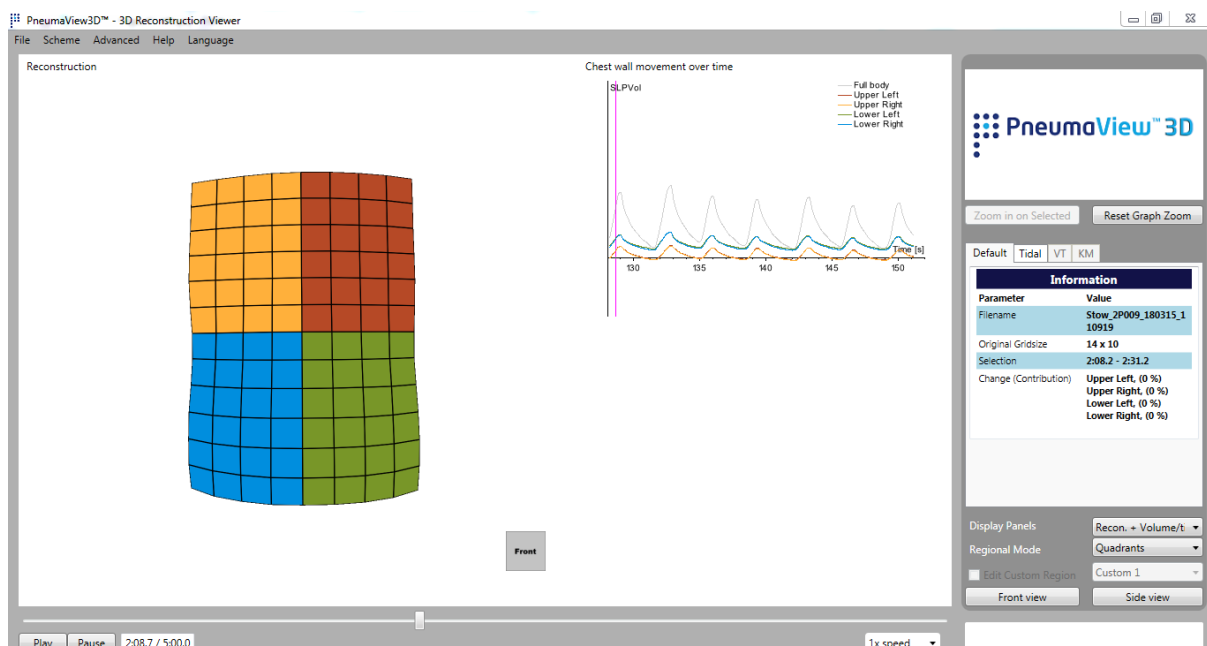 PneumaView3D™ - 3D Reconstruction Viewer
File Scheme Advanced Help Language
Reconstruction
Chest wall movement over time
SLPVol
Full body
Upper Left
Upper Right
Lower Left
Lower Right
Time [s]
130 135 140 145 150
Front
PneumaView™ 3D
Zoom in on Selected Reset Graph Zoom
Default Tidal VT KM
Information
Parameter Value
Filename Stow_2P009_180315_1
10919
Original Gridsize 14 x 10
Selection 2:08.2 - 2:31.2
Change (Contribution) Upper Left, (0 %)
Upper Right, (0 %)
Lower Left, (0 %)
Lower Right, (0 %)
Display Panels Recon. + Volume/ti
Regional Mode Quadrants
Edit Custom Region Custom 1
Front view Side view
Play Pause 2:08.7 / 5:00.0 1x speed